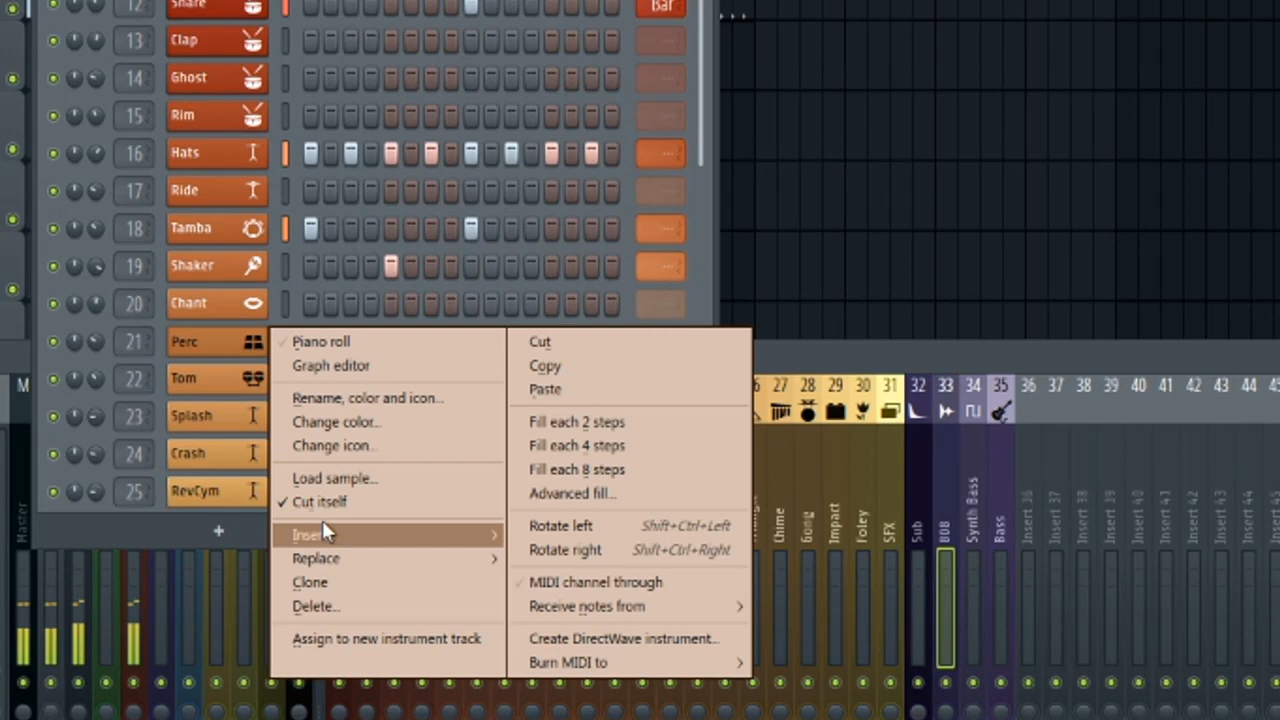 12 Snare Bar
13 Clap
14 Ghost
15 Rim
16 Hats
17 Ride
18 Tamba
19 Shaker
20 Chant
21 Perc
22 Tom
23 Splash
24 Crash
25 RevCym
+
Piano roll
Graph editor
Rename, color and icon...
Change color...
Change icon...
Load sample...
✓ Cut itself
Insert
Replace
Clone
Delete...
Assign to new instrument track
Cut
Copy
Paste
Fill each 2 steps
Fill each 4 steps
Fill each 8 steps
Advanced fill...
Rotate left Shift+Ctrl+Left
Rotate right Shift+Ctrl+Right
MIDI channel through
Receive notes from
Create DirectWave instrument...
Burn MIDI to
M
27 28 29 30 31 32 33 34 35 36 37 38 39 40 41 42 43 44
Master
Chime
Gong
Impart
Foley
SFX
Sub
808
Synth Bass
Bass
Insert 36
Insert 37
Insert 38
Insert 39
Insert 40
Insert 41
Insert 42
Insert 43
Insert 44